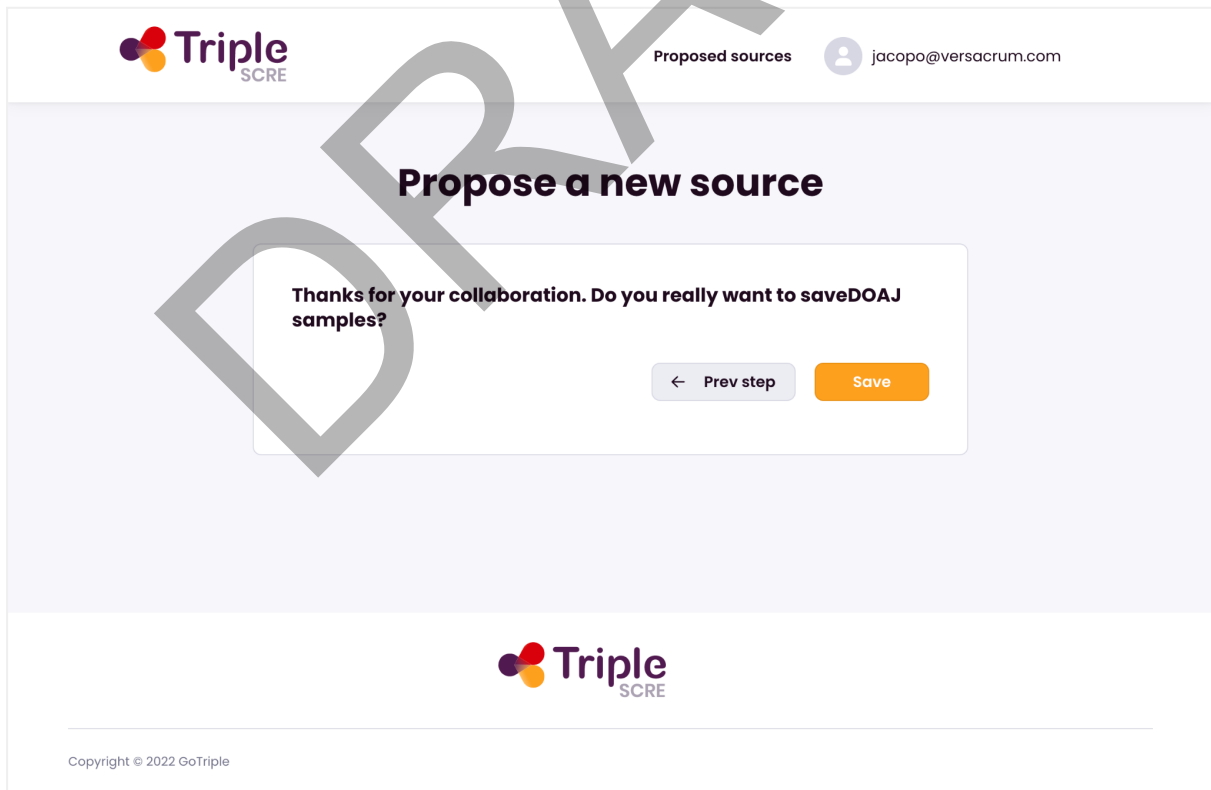 Triple
SCRE
Proposed sources
jacopo@versacrum.com
Propose a new source
Thanks for your collaboration. Do you really want to saveDOAJ
samples?
← Prev step
Save
Triple
SCRE
Copyright © 2022 GoTriple
DRA